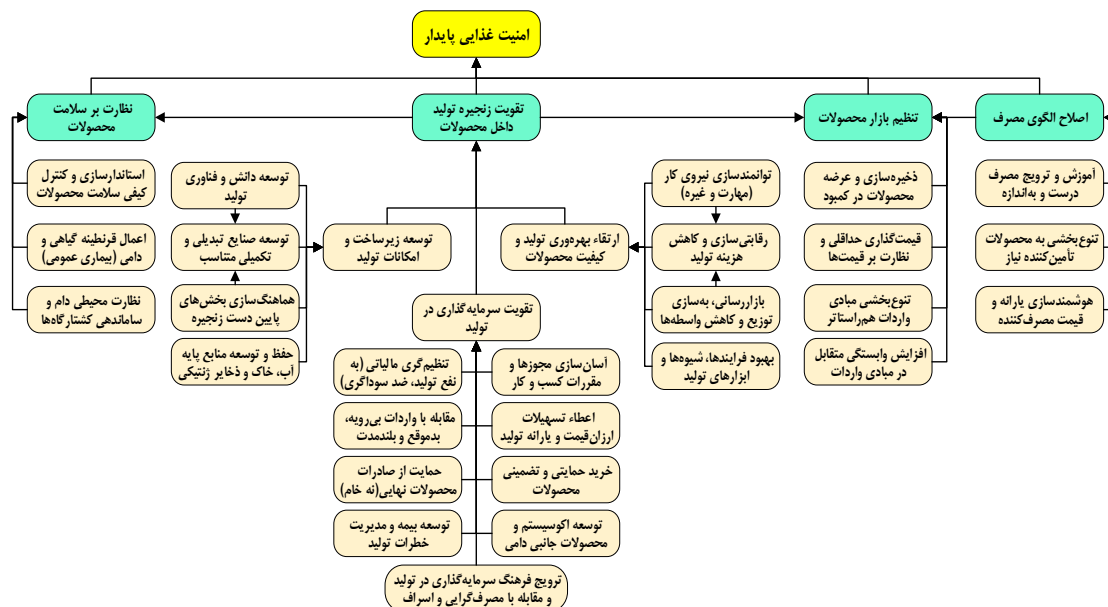 امنیت غذایی پایدار
اصلاح الگوی مصرف
تنظیم بازار محصولات
تقویت زنجیره تولید
داخل محصولات
نظارت بر سلامت
محصولات
آموزش و ترویج مصرف
درست و به‌اندازه
تنوع‌بخشی به محصولات
تأمین‌کننده نیاز
هوشمندسازی یارانه و
قیمت مصرف‌کننده
ذخیره‌سازی و عرضه
محصولات در کمبود
قیمت‌گذاری حداقلی و
نظارت بر قیمت‌ها
تنوع‌بخشی مبادی
واردات هم‌راستاتر
افزایش وابستگی متقابل
در مبادی واردات
توانمندسازی نیروی کار
(مهارت و غیره)
رقابتی‌سازی و کاهش
هزینه تولید
بازاررسانی، به‌سازی
توزیع و کاهش واسطه‌ها
بهبود فرایندها، شیوه‌ها و
ابزارهای تولید
ارتقاء بهره‌وری تولید و
کیفیت محصولات
توسعه زیرساخت و
امکانات تولید
تقویت سرمایه‌گذاری در
تولید
آسان‌سازی مجوزها و
مقررات کسب و کار
اعطاء تسهیلات
ارزان‌قیمت و یارانه تولید
خرید حمایتی و تضمینی
محصولات
توسعه اکوسیستم و
محصولات جانبی دامی
تنظیم‌گری مالیاتی (به
نفع تولید، ضد سوداگری)
مقابله با واردات بی‌رویه،
بدموقع و بلندمدت
حمایت از صادرات
محصولات نهایی(نه خام)
توسعه بیمه و مدیریت
خطرات تولید
ترویج فرهنگ سرمایه‌گذاری در تولید
و مقابله با مصرف‌گرایی و اسراف
توسعه دانش و فناوری
تولید
توسعه صنایع تبدیلی و
تکمیلی متناسب
هماهنگ‌سازی بخش‌های
پایین دست زنجیره
حفظ و توسعه منابع پایه
آب، خاک و ذخایر ژنتیکی
استاندارسازی و کنترل
کیفی سلامت محصولات
اعمال قرنطینه گیاهی و
دامی (بیماری عمومی)
نظارت محیطی دام و
ساماندهی کشتارگاه‌ها